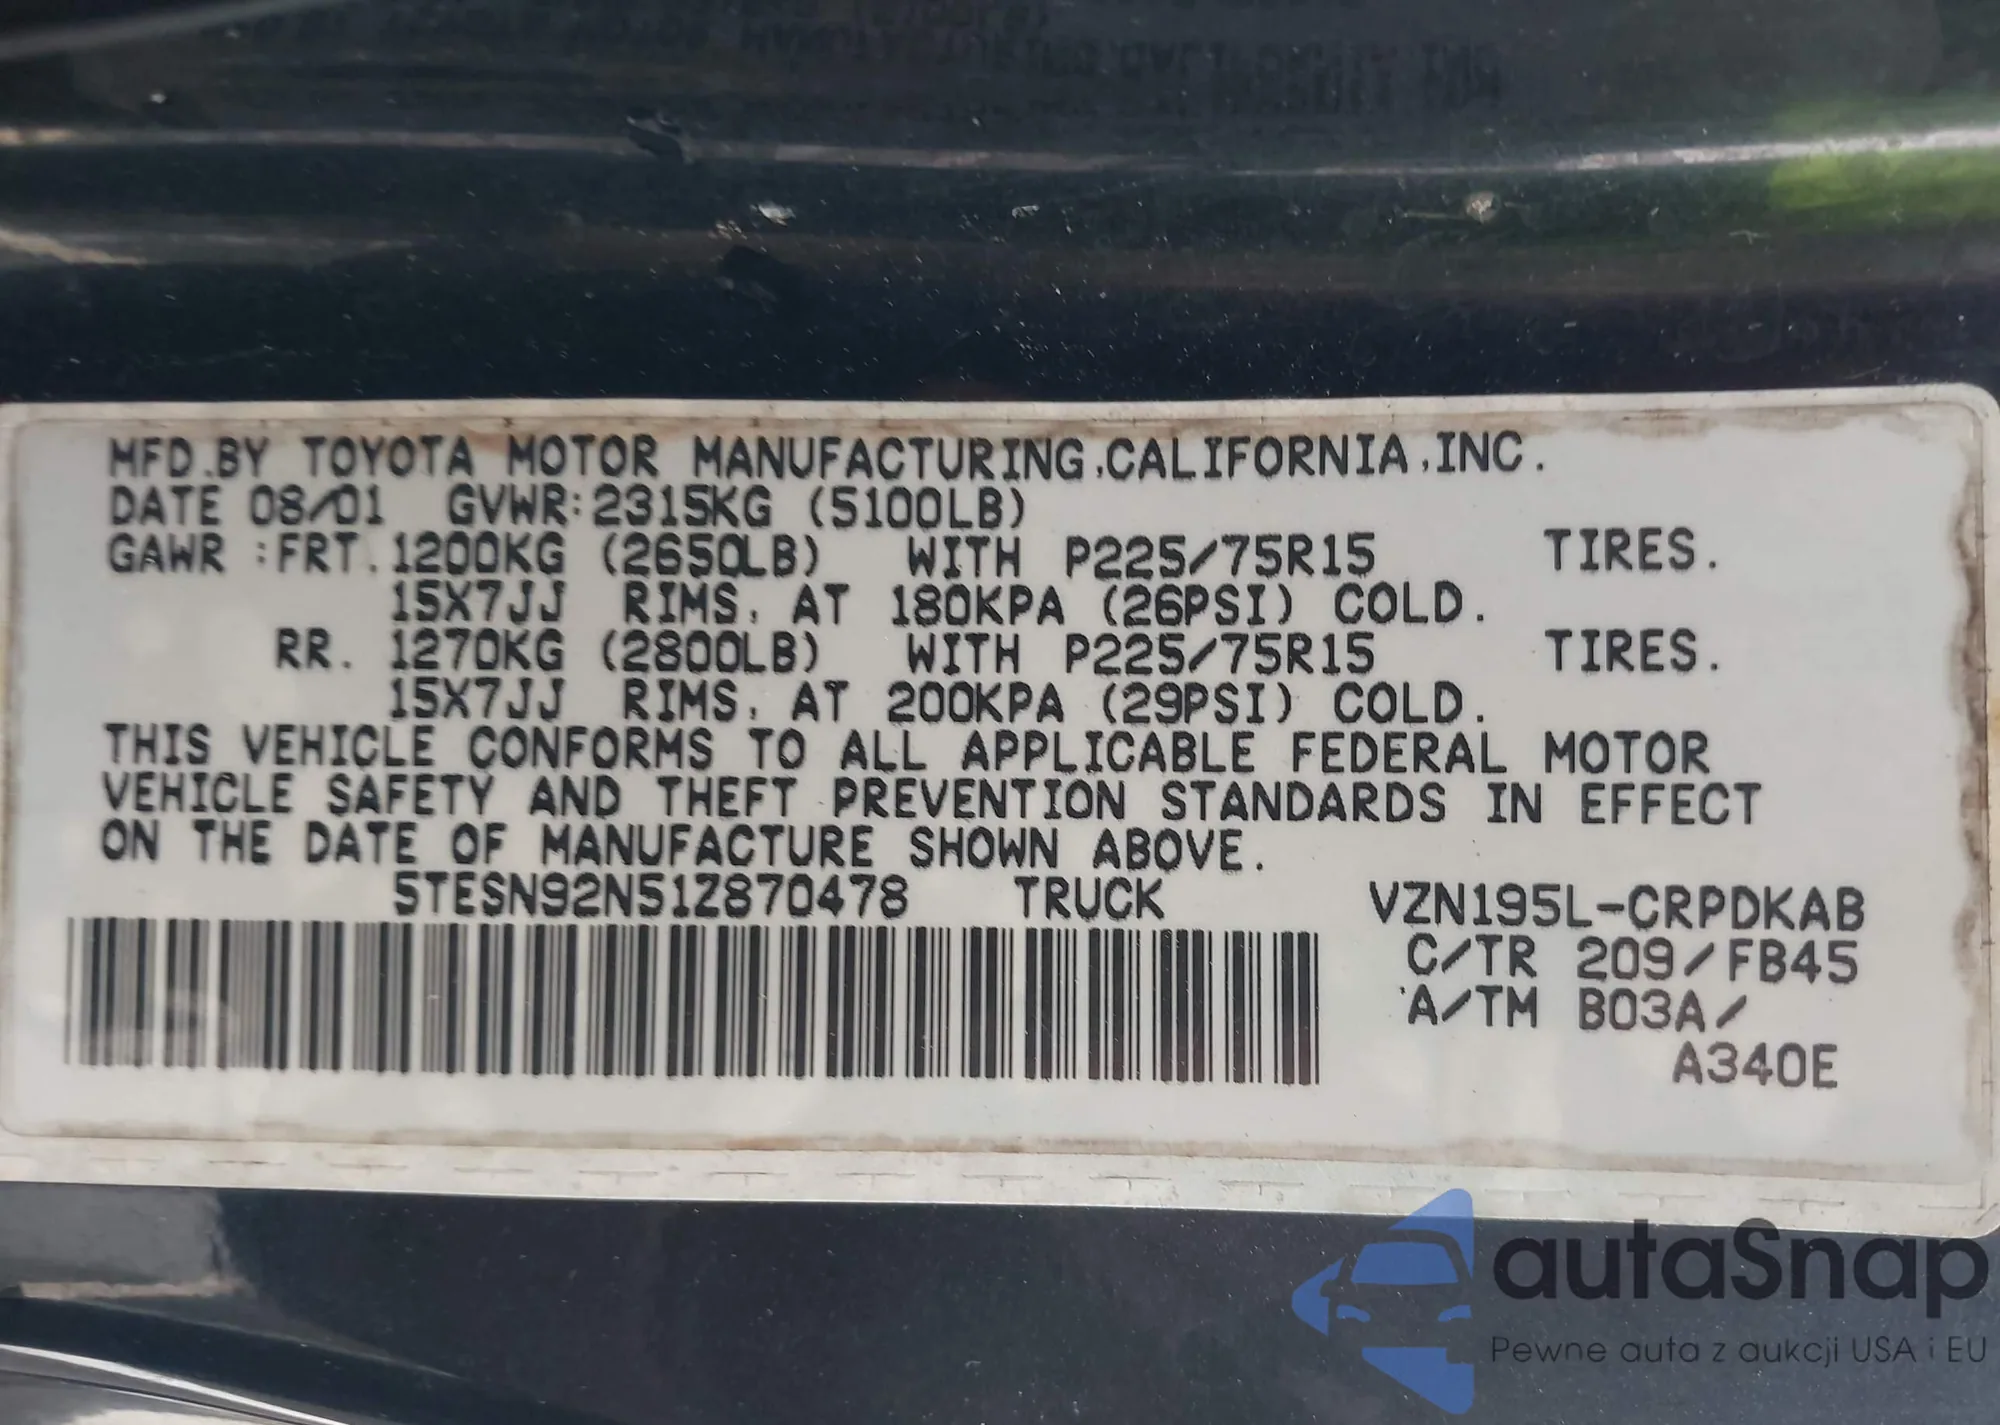 MFD.BY TOYOTA MOTOR MANUFACTURING,CALIFORNIA,INC.
DATE 08/01 GVWR:2315KG (5100LB)
GAWR :FRT. 1200KG (2650LB) WITH P225/75R15 TIRES.
15X7JJ RIMS, AT 180KPA (26PSI) COLD.
RR. 1270KG (2800LB) WITH P225/75R15 TIRES.
15X7JJ RIMS, AT 200KPA (29PSI) COLD.
THIS VEHICLE CONFORMS TO ALL APPLICABLE FEDERAL MOTOR
VEHICLE SAFETY AND THEFT PREVENTION STANDARDS IN EFFECT
ON THE DATE OF MANUFACTURE SHOWN ABOVE.
5TESN92N51Z870478 TRUCK VZN195L-CRPDKAB
C/TR 209/FB45
A/TM B03A/
A340E
autaSnap
Pewne auta z aukcji USA i EU